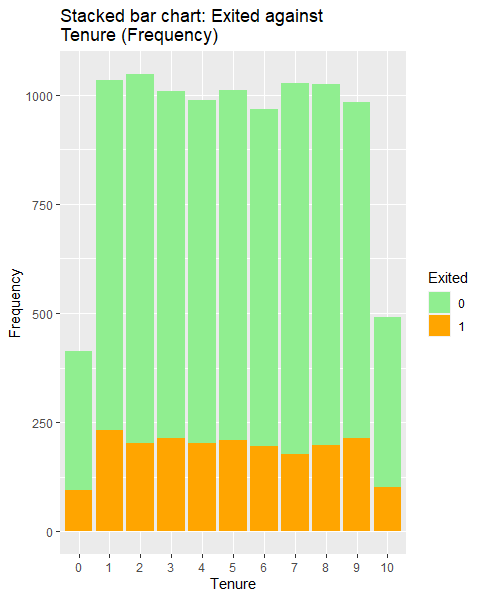 Stacked bar chart: Exited against
Tenure (Frequency)
1000
750
500
250
0
Frequency
0 1 2 3 4 5 6 7 8 9 10
Tenure
Exited
0
1